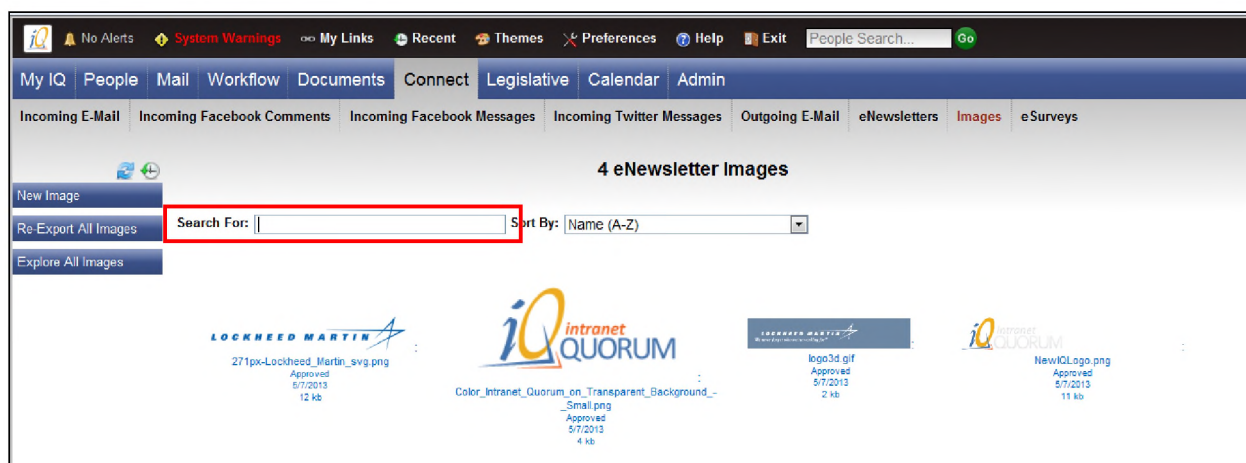 iQ No Alerts System Warnings My Links Recent Themes Preferences Help Exit People Search... Go
My IQ People Mail Workflow Documents Connect Legislative Calendar Admin
Incoming E-Mail Incoming Facebook Comments Incoming Facebook Messages Incoming Twitter Messages Outgoing E-Mail eNewsletters Images eSurveys
4 eNewsletter Images
New Image
Re-Export All Images
Explore All Images
Search For: Sort By: Name (A-Z)
LOCKHEED MARTIN
271px-Lockheed_Martin_svg.png
Approved
5/7/2013
12 kb
:
iQ intranet
QUORUM
:
Color_Intranet_Quorum_on_Transparent_Background_-
_Small.png
Approved
5/7/2013
4 kb
LOCKHEED MARTIN
:
logo3d.gif
Approved
5/7/2013
2 kb
iQ intranet
QUORUM
:
NewIQLogo.png
Approved
5/7/2013
11 kb